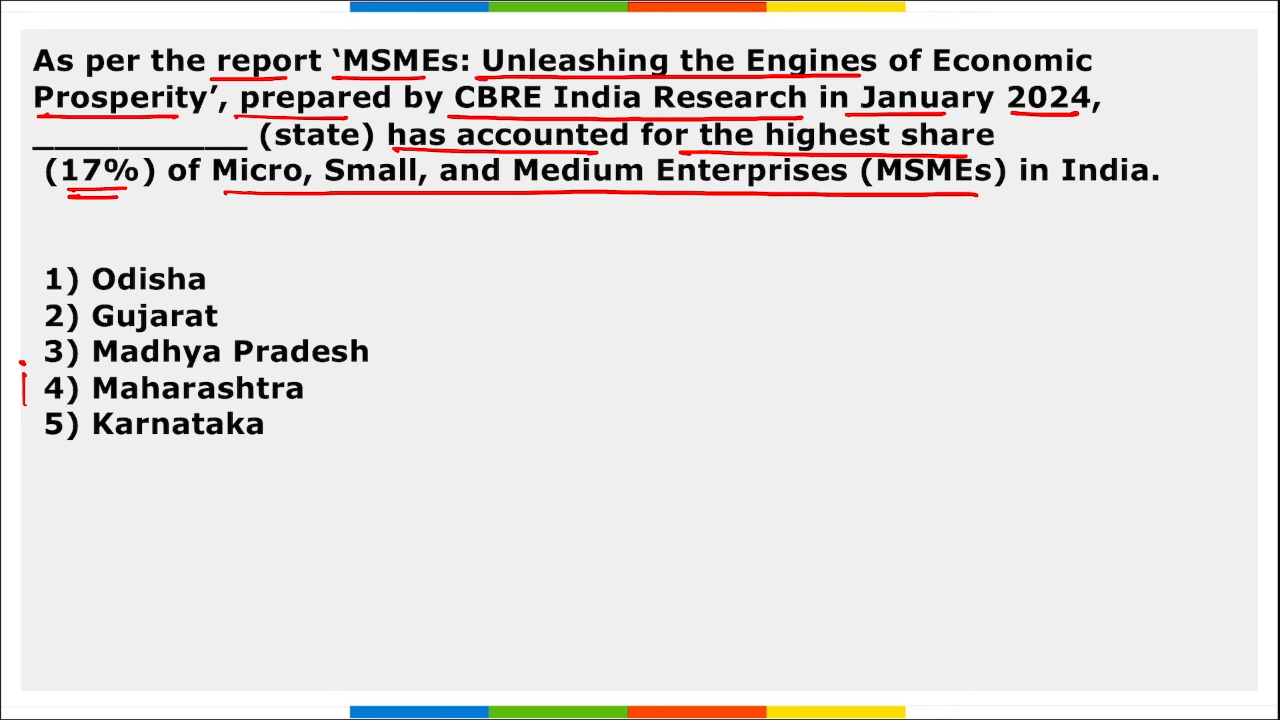 As per the report ‘MSMEs: Unleashing the Engines of Economic
Prosperity’, prepared by CBRE India Research in January 2024,
___________ (state) has accounted for the highest share
(17%) of Micro, Small, and Medium Enterprises (MSMEs) in India.
1) Odisha
2) Gujarat
3) Madhya Pradesh
4) Maharashtra
5) Karnataka